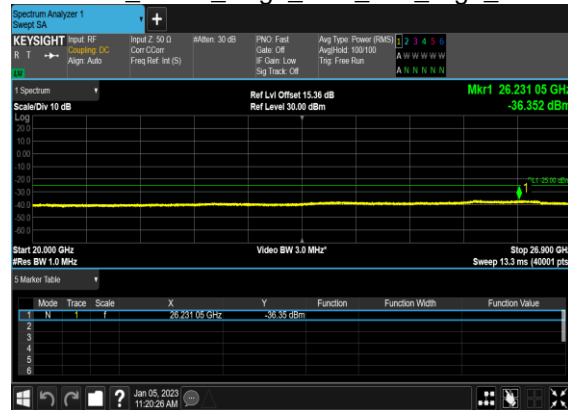 Spectrum Analyzer 1
Swept SA
+
KEYSIGHT Input: RF Input Z: 50 Ω #Atten: 30 dB PNO: Fast Avg Type: Power (RMS) 1 2 3 4 5 6
R T Coupling: DC Corr CCorr Gate: Off Avg|Hold: 100/100 A W W W W W
Align: Auto Freq Ref: Int (S) IF Gain: Low Trig: Free Run
LW Sig Track: Off A N N N N N
1 Spectrum Ref Lvl Offset 15.36 dB Mkr1 26.231 05 GHz
Scale/Div 10 dB Ref Level 30.00 dBm -36.352 dBm
Log
20.0
10.0
0.00
-10.0
-20.0
DL1 -25.00 dBm
-30.0
1
-40.0
-50.0
-60.0
Start 20.000 GHz Video BW 3.0 MHz* Stop 26.900 GHz
#Res BW 1.0 MHz Sweep 13.3 ms (40001 pts)
5 Marker Table
Mode Trace Scale X Y Function Function Width Function Value
1 N 1 f 26.231 05 GHz -36.35 dBm
2
3
4
5
6
? Jan 05, 2023
11:20:26 AM